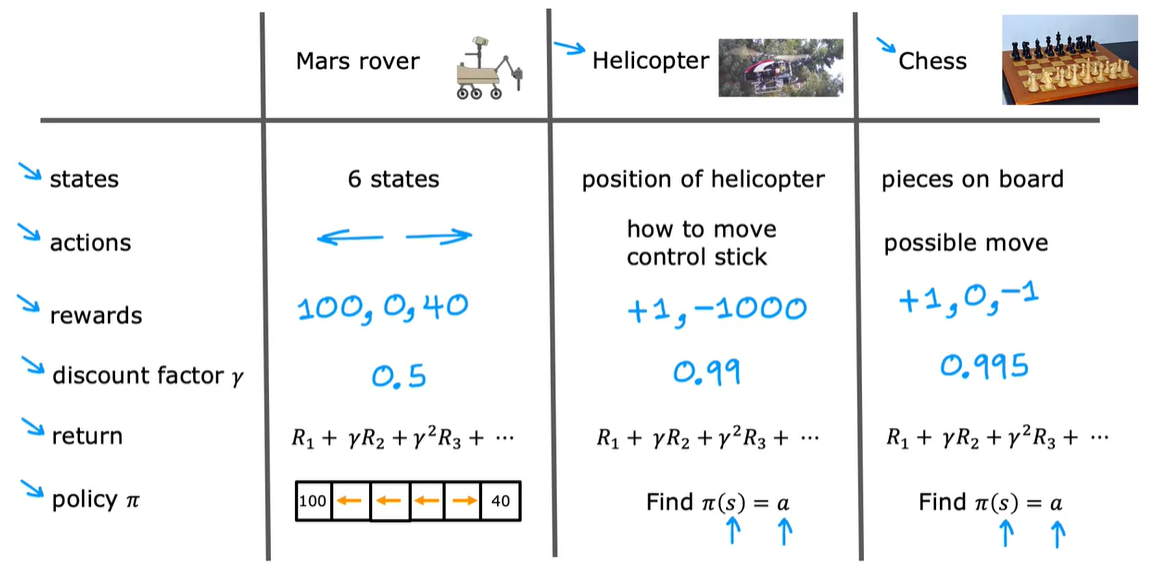 Mars rover Helicopter Chess
states 6 states position of helicopter pieces on board
actions ← → how to move control stick possible move
rewards 100, 0, 40 +1, −1000 +1, 0, −1
discount factor γ 0.5 0.99 0.995
return R₁ + γR₂ + γ²R₃ + ⋯ R₁ + γR₂ + γ²R₃ + ⋯ R₁ + γR₂ + γ²R₃ + ⋯
policy π 100 ← ← ← → 40 Find π(s) = a Find π(s) = a